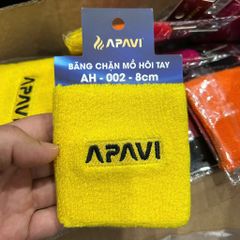 APAVI
BĂNG CHẶN MỒ HÔI TAY
AH - 002 - 8cm
APAVI